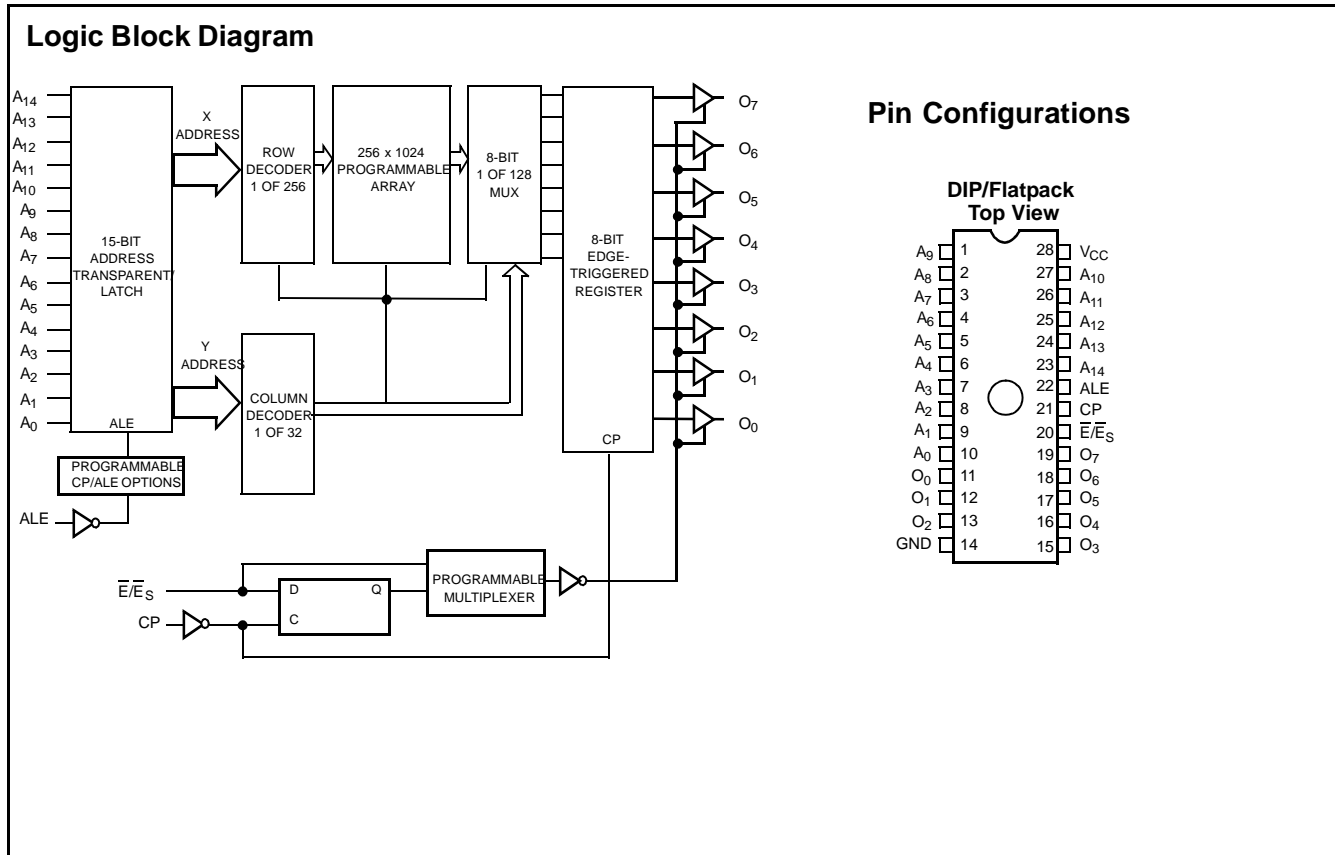 Logic Block Diagram
A14
A13
A12
A11
A10
A9
A8
A7
A6
A5
A4
A3
A2
A1
A0
15-BIT
ADDRESS
TRANSPARENT/
LATCH
ALE
PROGRAMMABLE
CP/ALE OPTIONS
ALE
X
ADDRESS
Y
ADDRESS
ROW
DECODER
1 OF 256
256 x 1024
PROGRAMMABLE
ARRAY
8-BIT
1 OF 128
MUX
COLUMN
DECODER
1 OF 32
8-BIT
EDGE-
TRIGGERED
REGISTER
CP
O7
O6
O5
O4
O3
O2
O1
O0
E̅/E̅S
CP
D
Q
C
PROGRAMMABLE
MULTIPLEXER
Pin Configurations
DIP/Flatpack
Top View
A9 1 28 VCC
A8 2 27 A10
A7 3 26 A11
A6 4 25 A12
A5 5 24 A13
A4 6 23 A14
A3 7 22 ALE
A2 8 21 CP
A1 9 20 E̅/E̅S
A0 10 19 O7
O0 11 18 O6
O1 12 17 O5
O2 13 16 O4
GND 14 15 O3